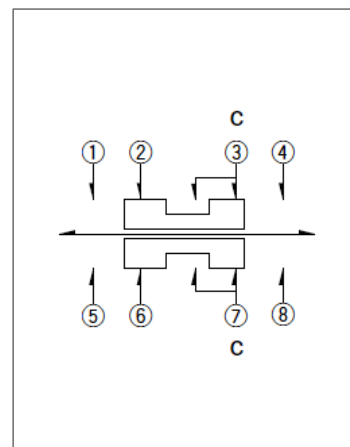 C
① ② ③ ④
⑤ ⑥ ⑦ ⑧
C